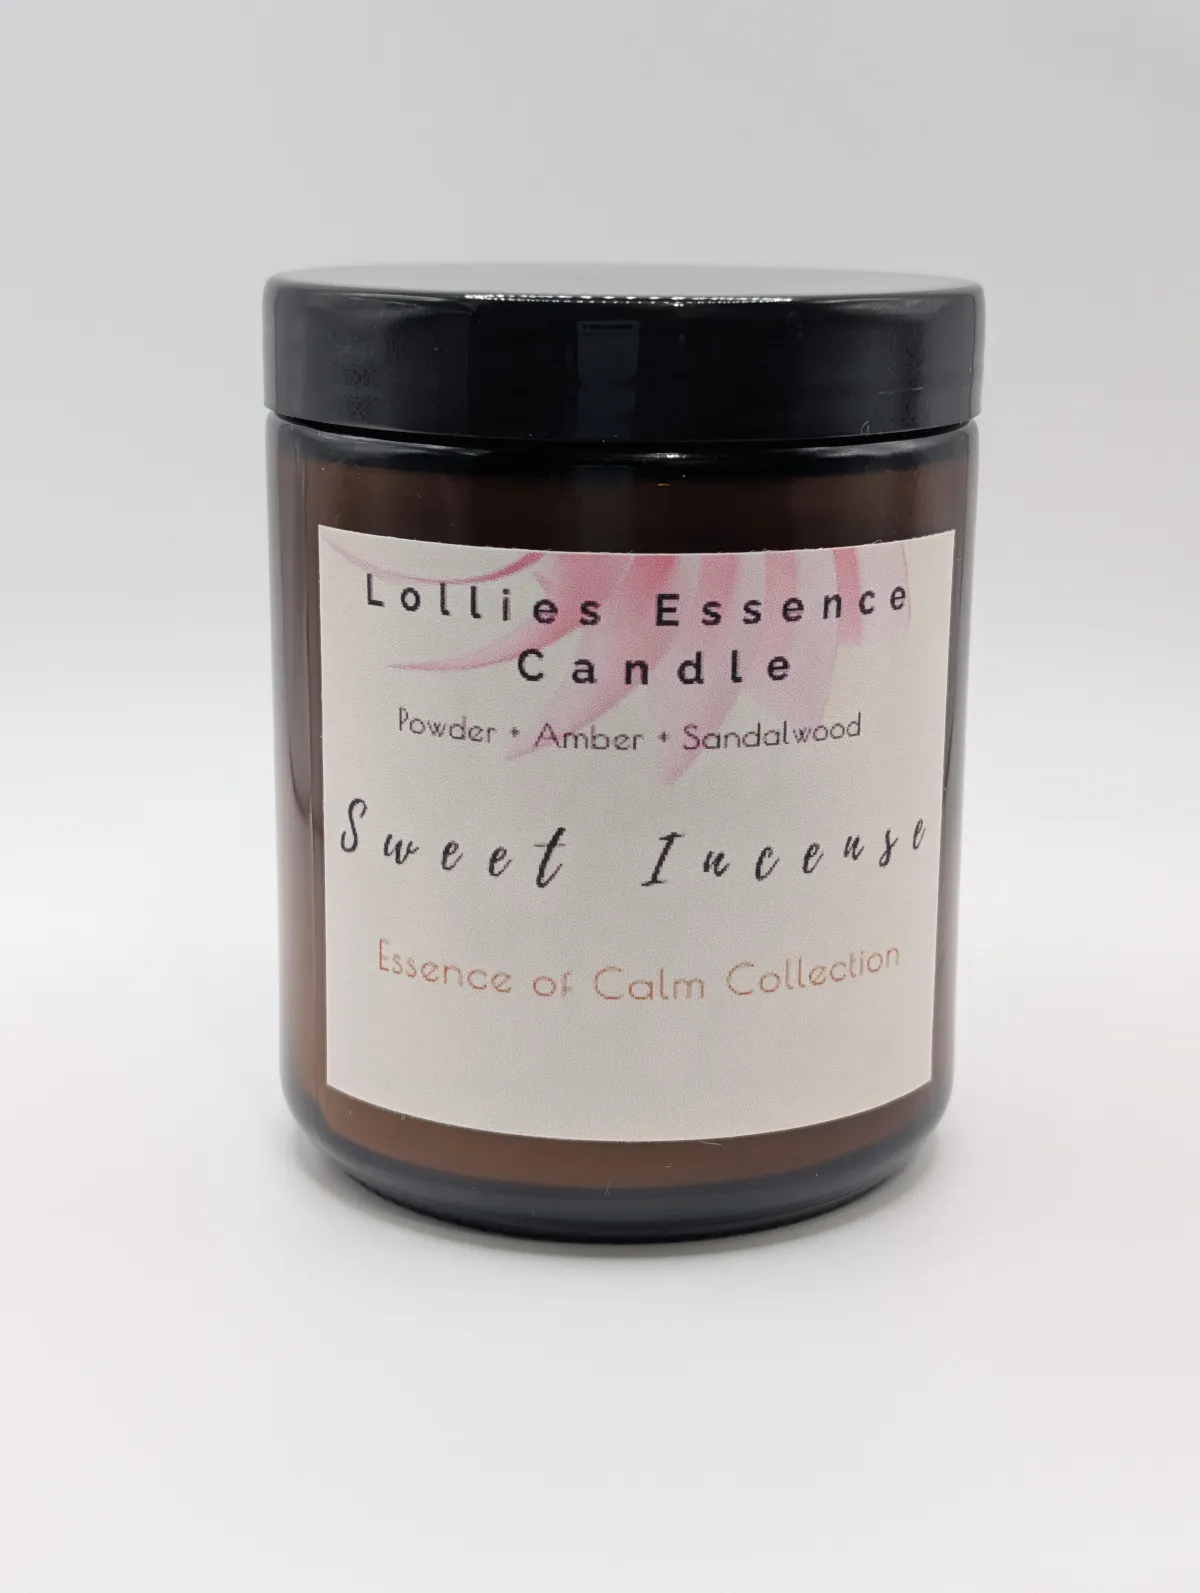 Lollies Essence
Candle
Powder + Amber + Sandalwood
Sweet Incense
Essence of Calm Collection